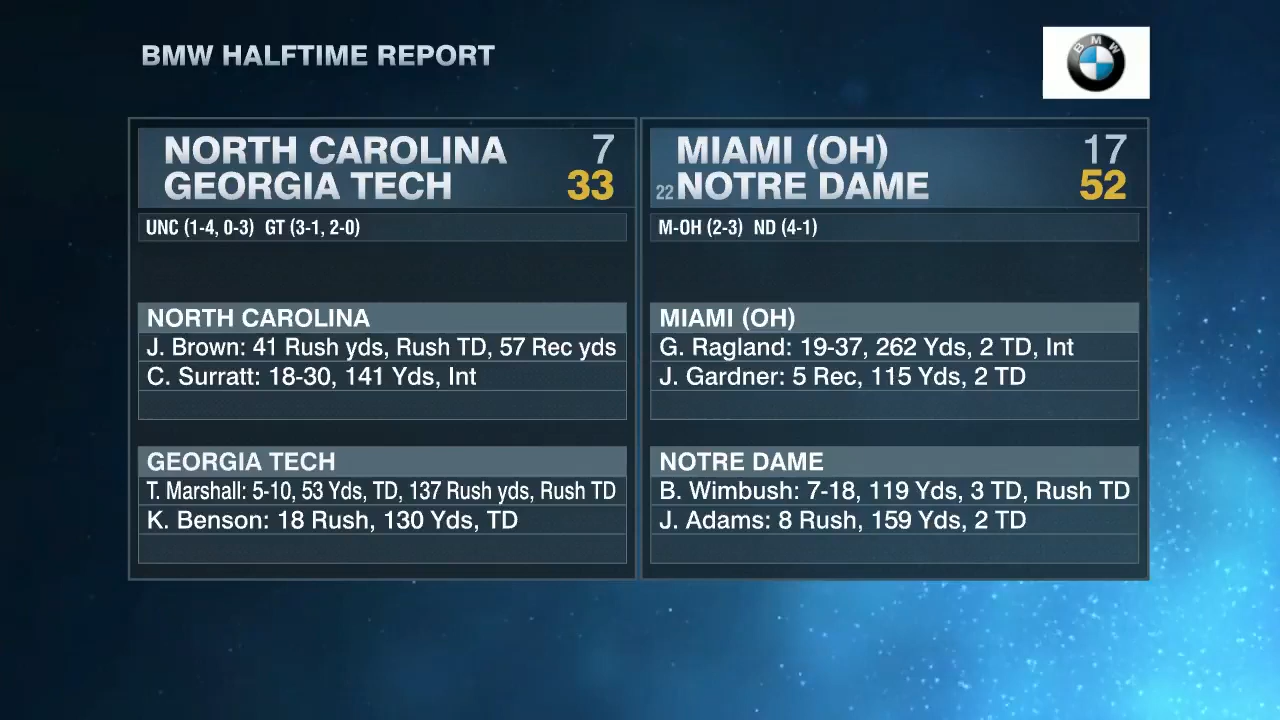 BMW HALFTIME REPORT
BMW
NORTH CAROLINA 7
GEORGIA TECH 33
UNC (1-4, 0-3) GT (3-1, 2-0)
NORTH CAROLINA
J. Brown: 41 Rush yds, Rush TD, 57 Rec yds
C. Surratt: 18-30, 141 Yds, Int
GEORGIA TECH
T. Marshall: 5-10, 53 Yds, TD, 137 Rush yds, Rush TD
K. Benson: 18 Rush, 130 Yds, TD
MIAMI (OH) 17
22 NOTRE DAME 52
M-OH (2-3) ND (4-1)
MIAMI (OH)
G. Ragland: 19-37, 262 Yds, 2 TD, Int
J. Gardner: 5 Rec, 115 Yds, 2 TD
NOTRE DAME
B. Wimbush: 7-18, 119 Yds, 3 TD, Rush TD
J. Adams: 8 Rush, 159 Yds, 2 TD